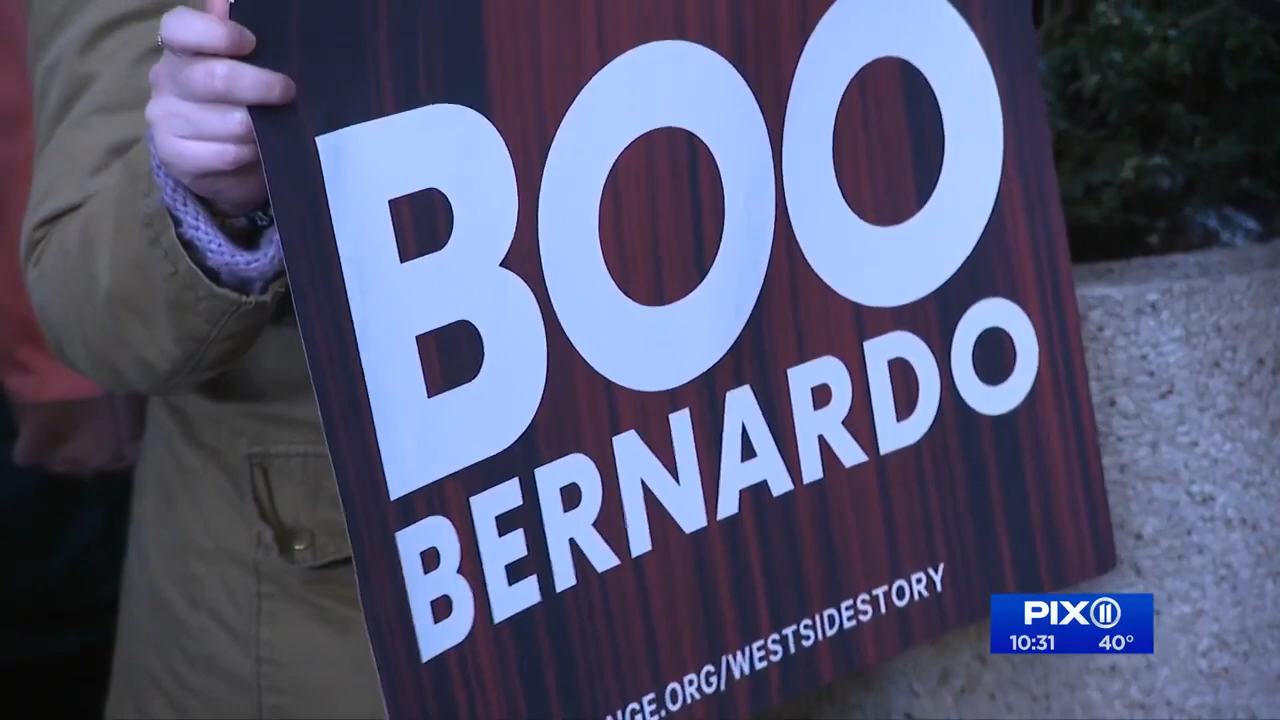 BOO
BERNARDO
NGE.ORG/WESTSIDESTORY
PIX11
10:31 40°